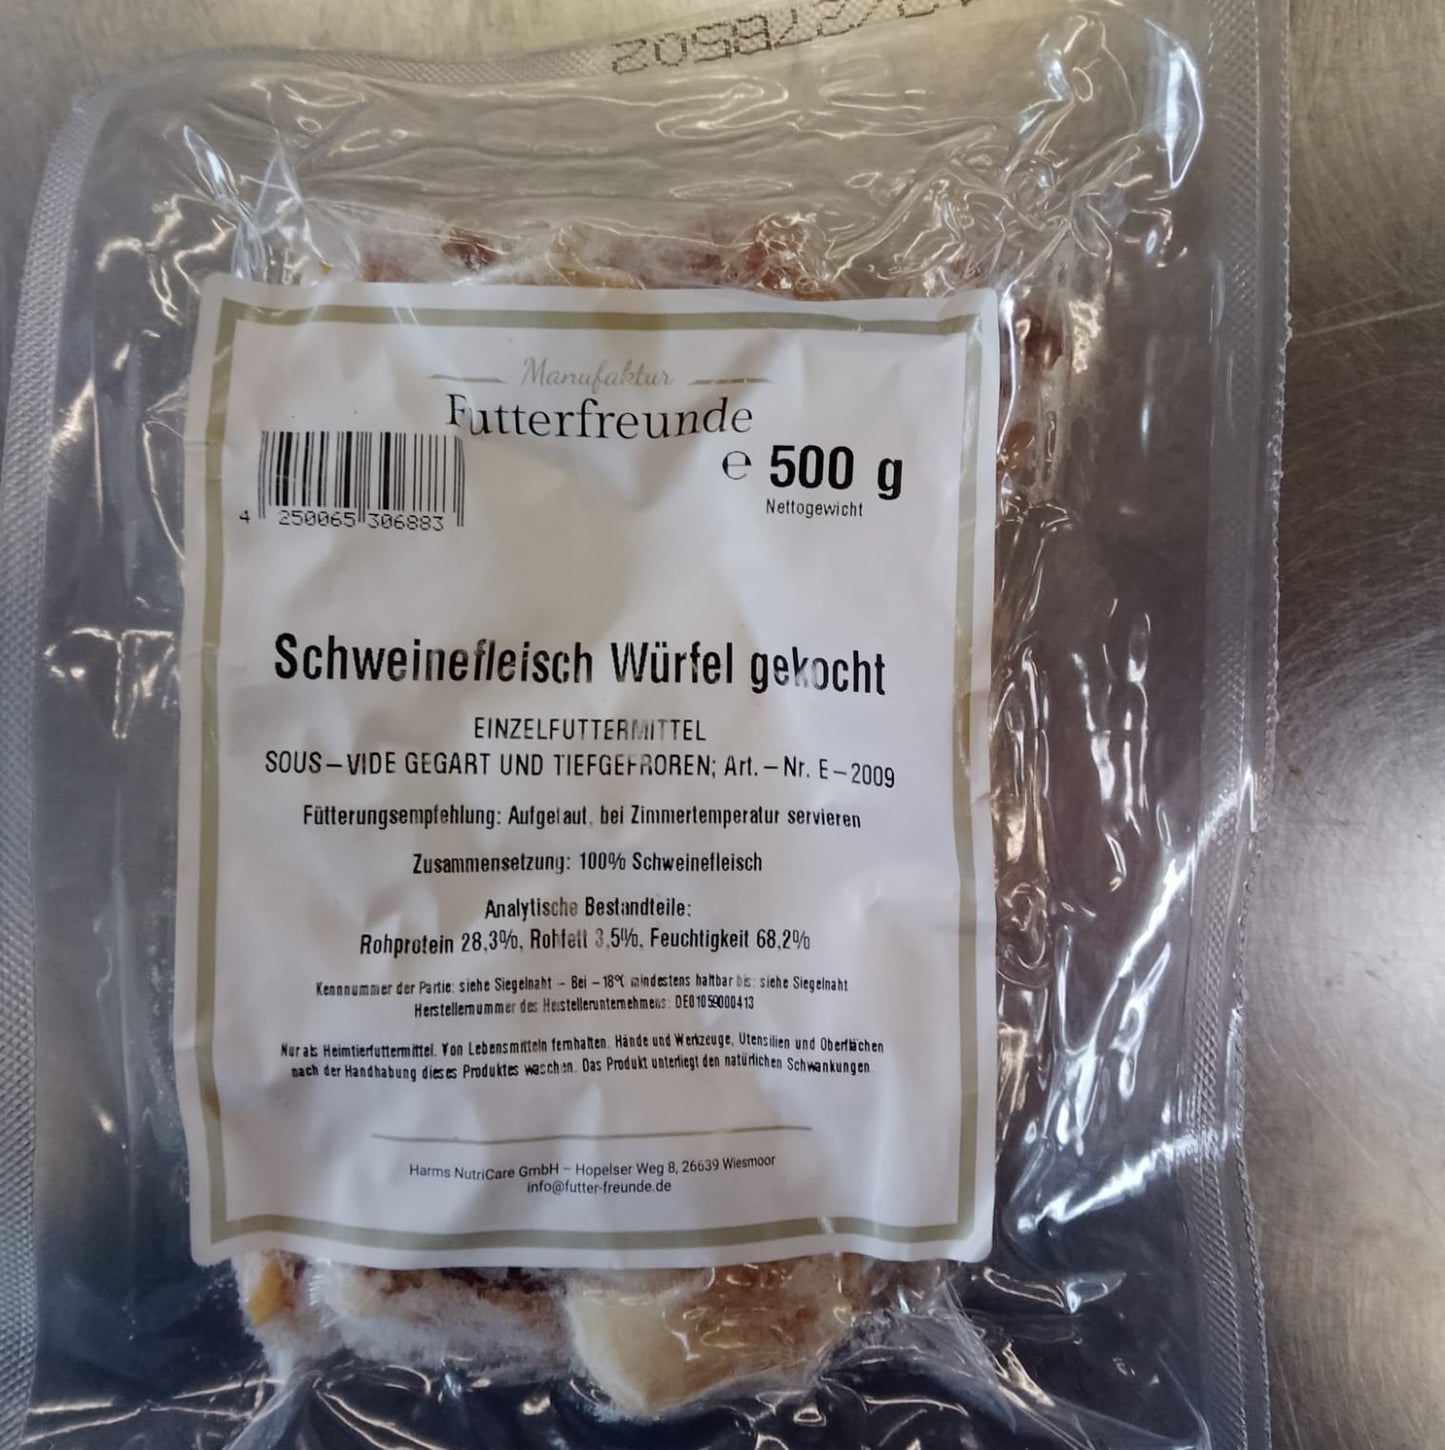 Manufaktur
Futterfreunde
4 250065 306883
℮ 500 g
Nettogewicht
Schweinefleisch Würfel gekocht
EINZELFUTTERMITTEL
SOUS-VIDE GEGART UND TIEFGEFROREN; Art.-Nr. E-2009
Fütterungsempfehlung: Aufgetaut, bei Zimmertemperatur servieren
Zusammensetzung: 100% Schweinefleisch
Analytische Bestandteile:
Rohprotein 28,3%, Rohfett 3,5%, Feuchtigkeit 68,2%
Kennnummer der Partie: siehe Siegelnaht - Bei -18°C mindestens haltbar bis: siehe Siegelnaht
Herstellernummer des Herstellerunternehmens: DE01059000413
Nur als Heimtierfuttermittel. Von Lebensmitteln fernhalten. Hände und Werkzeuge, Utensilien und Oberflächen
nach der Handhabung dieses Produktes waschen. Das Produkt unterliegt den natürlichen Schwankungen.
Harms NutriCare GmbH - Hopelser Weg 8, 26639 Wiesmoor
info@futter-freunde.de